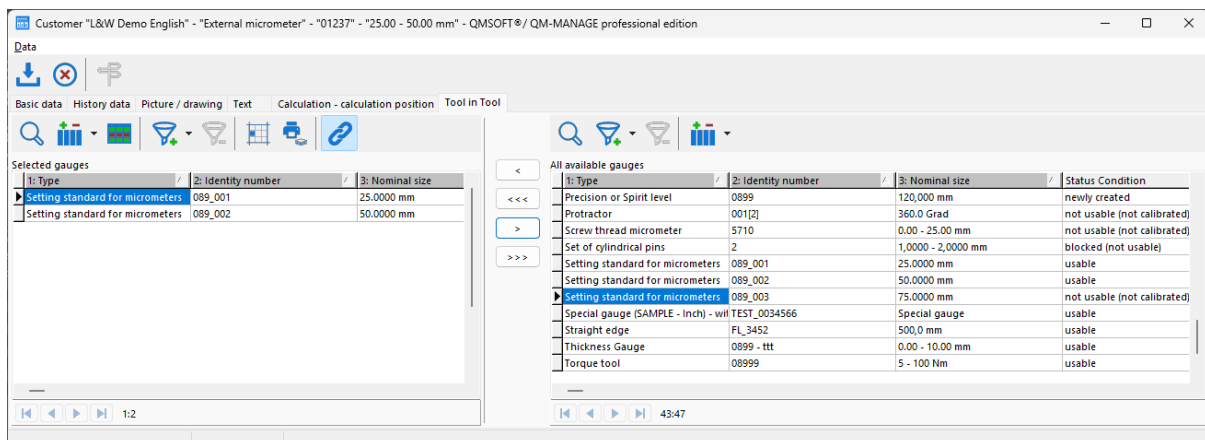 Customer "L&W Demo English" - "External micrometer" - "01237" - "25.00 - 50.00 mm" - QMSOFT®/ QM-MANAGE professional edition
Data
Basic data History data Picture / drawing Text Calculation - calculation position Tool in Tool
Selected gauges
1: Type 2: Identity number 3: Nominal size
Setting standard for micrometers 089_001 25.0000 mm
Setting standard for micrometers 089_002 50.0000 mm
1:2
<
<<<
>
>>>
All available gauges
1: Type 2: Identity number 3: Nominal size Status Condition
Precision or Spirit level 0899 120,000 mm newly created
Protractor 001[2] 360.0 Grad not usable (not calibrated)
Screw thread micrometer 5710 0.00 - 25.00 mm not usable (not calibrated)
Set of cylindrical pins 2 1,0000 - 2,0000 mm blocked (not usable)
Setting standard for micrometers 089_001 25.0000 mm usable
Setting standard for micrometers 089_002 50.0000 mm usable
Setting standard for micrometers 089_003 75.0000 mm not usable (not calibrated)
Special gauge (SAMPLE - Inch) - wit TEST_0034566 Special gauge usable
Straight edge FL_3452 500,0 mm usable
Thickness Gauge 0899 - ttt 0.00 - 10.00 mm usable
Torque tool 08999 5 - 100 Nm usable
43:47